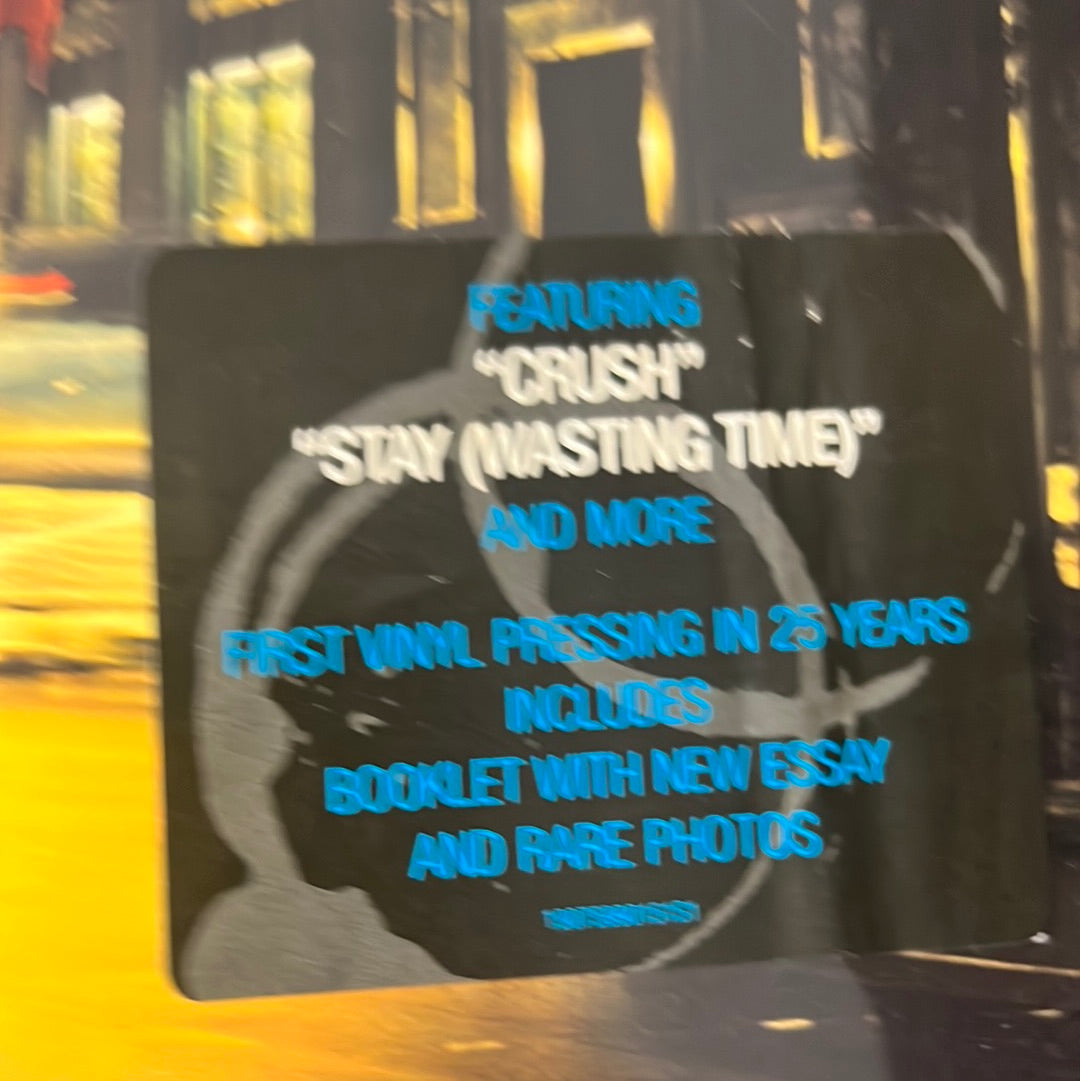 FEATURING
“CRUSH”
“STAY (WASTING TIME)”
AND MORE
FIRST VINYL PRESSING IN 25 YEARS
INCLUDES
BOOKLET WITH NEW ESSAY
AND RARE PHOTOS